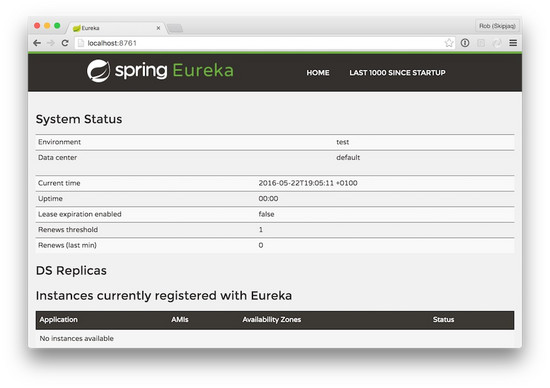 Eureka
Rob (Skipjaq)
localhost:8761
spring Eureka
HOME LAST 1000 SINCE STARTUP
System Status
Environment test
Data center default
Current time 2016-05-22T19:05:11 +0100
Uptime 00:00
Lease expiration enabled false
Renews threshold 1
Renews (last min) 0
DS Replicas
Instances currently registered with Eureka
Application AMIs Availability Zones Status
No instances available